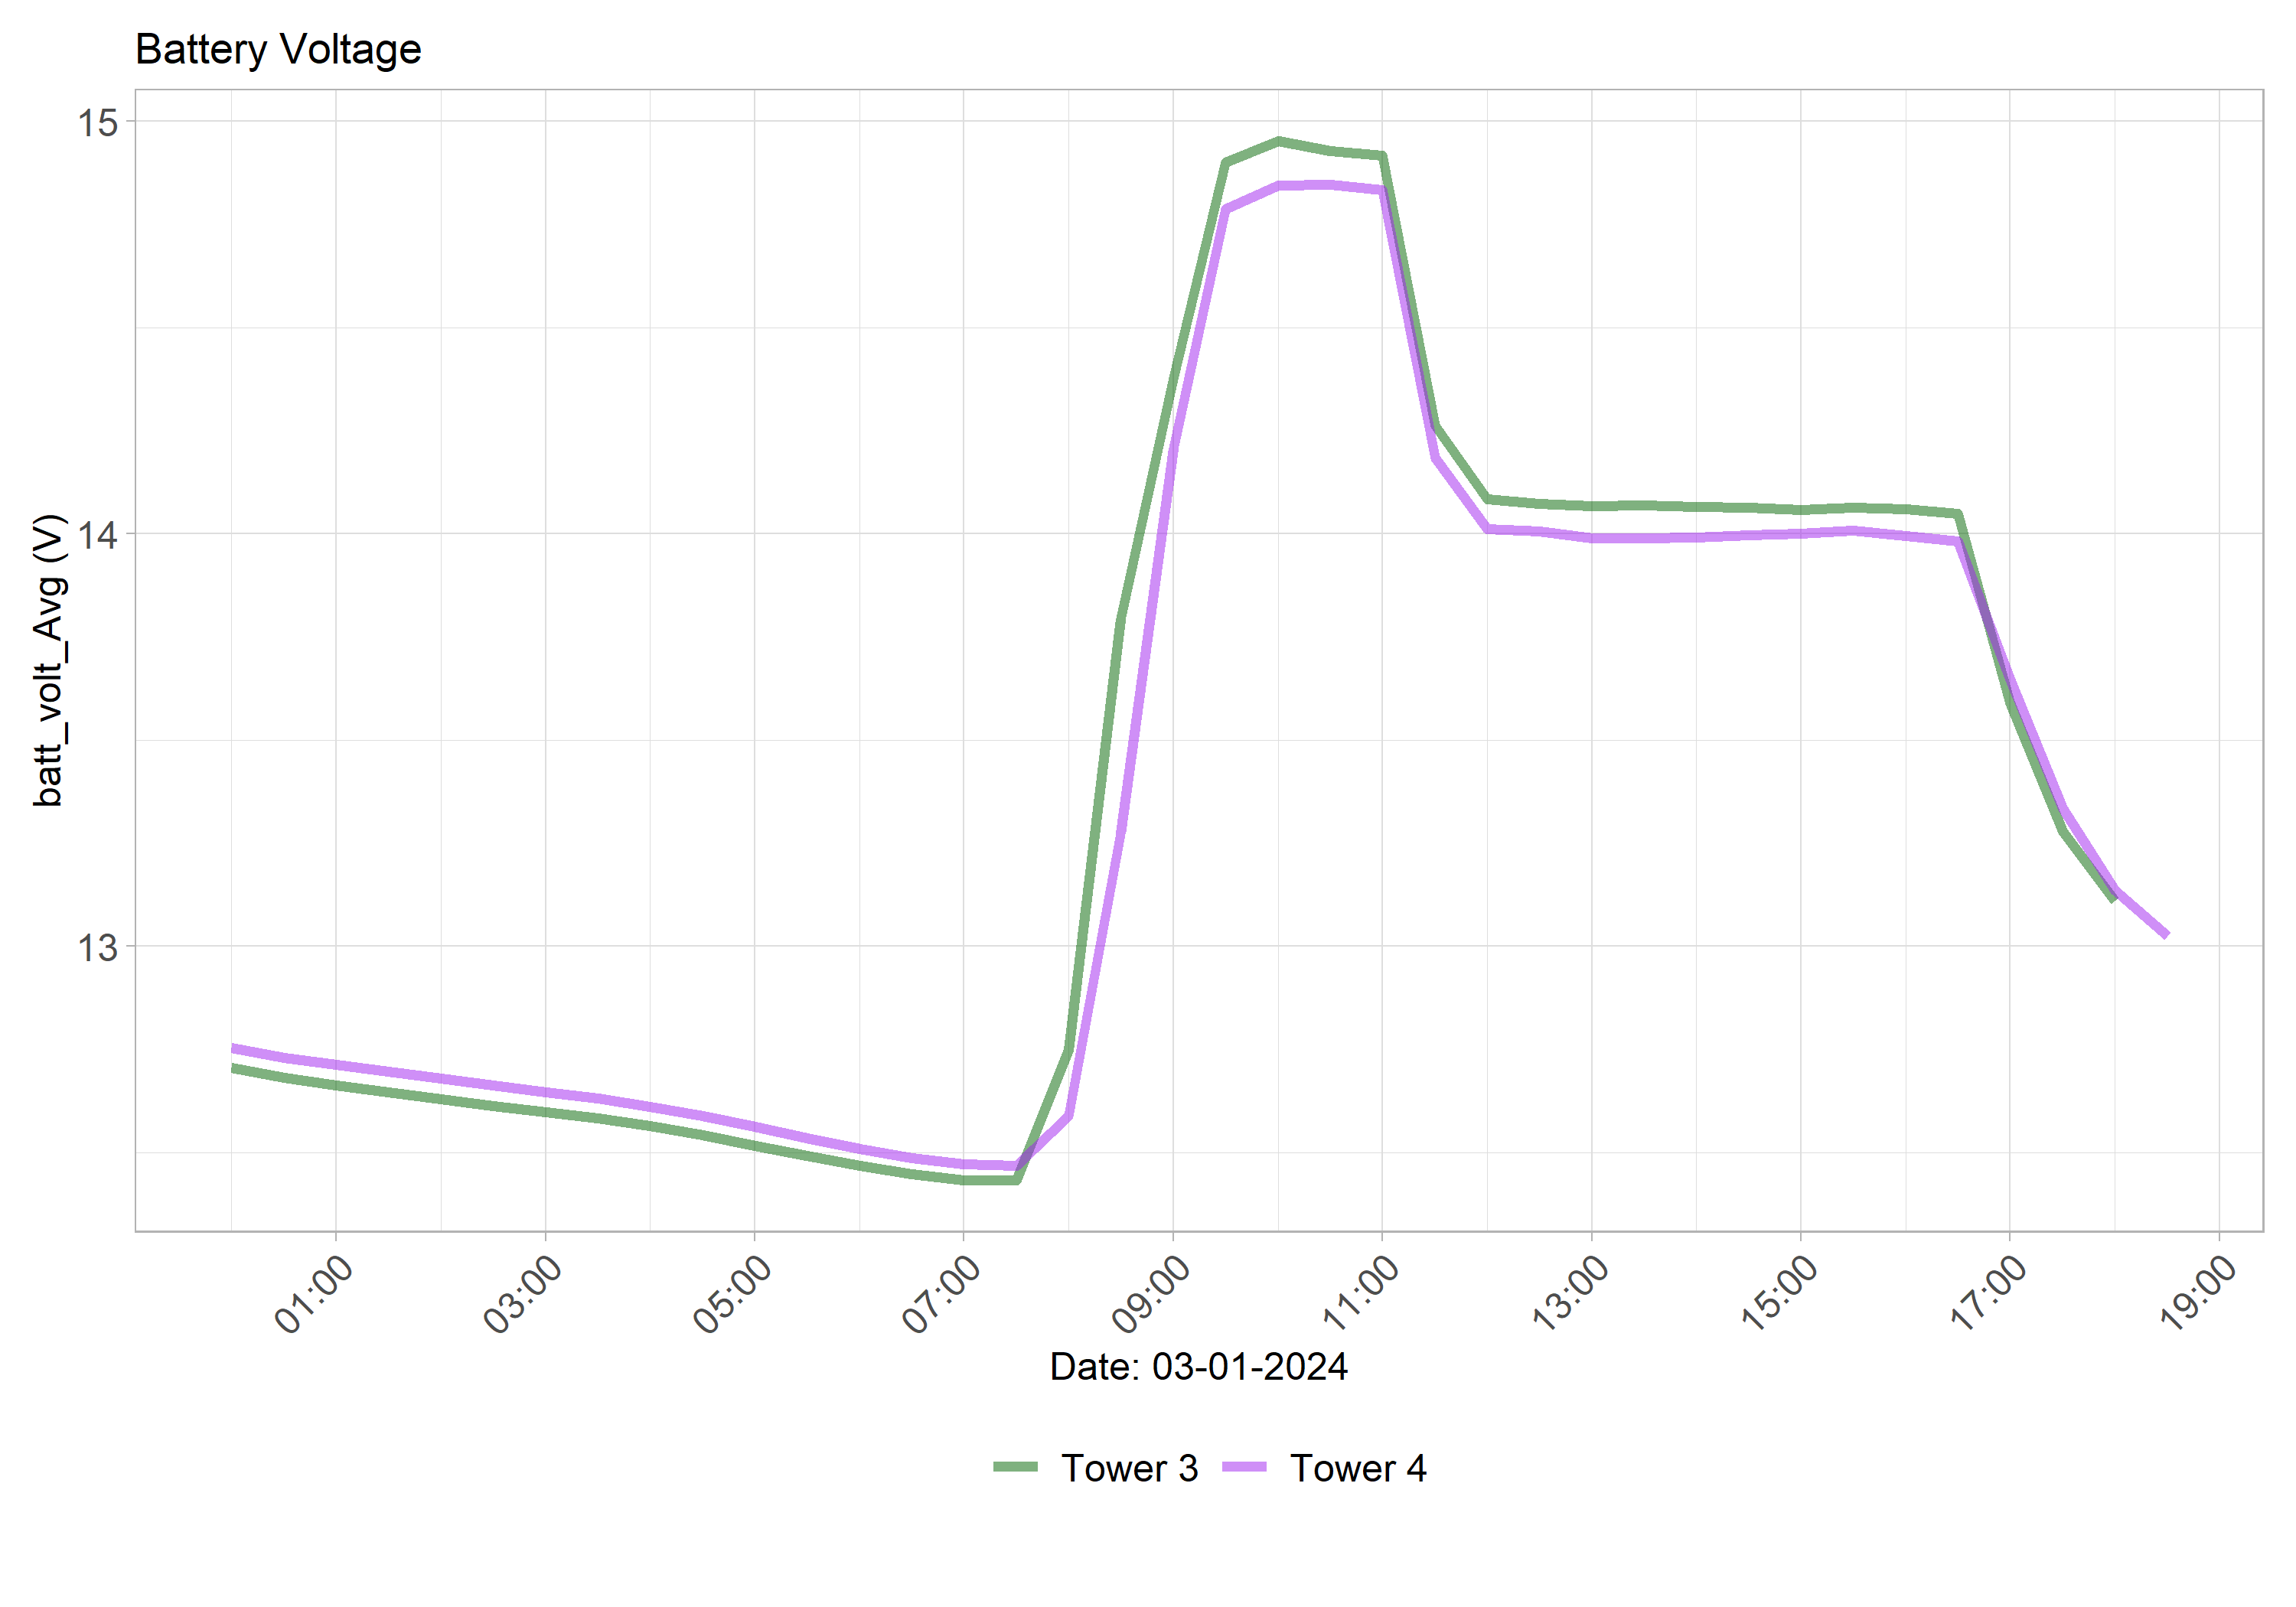 Battery Voltage
15
14
13
batt_volt_Avg (V)
01:00 03:00 05:00 07:00 09:00 11:00 13:00 15:00 17:00 19:00
Date: 03-01-2024
Tower 3 Tower 4